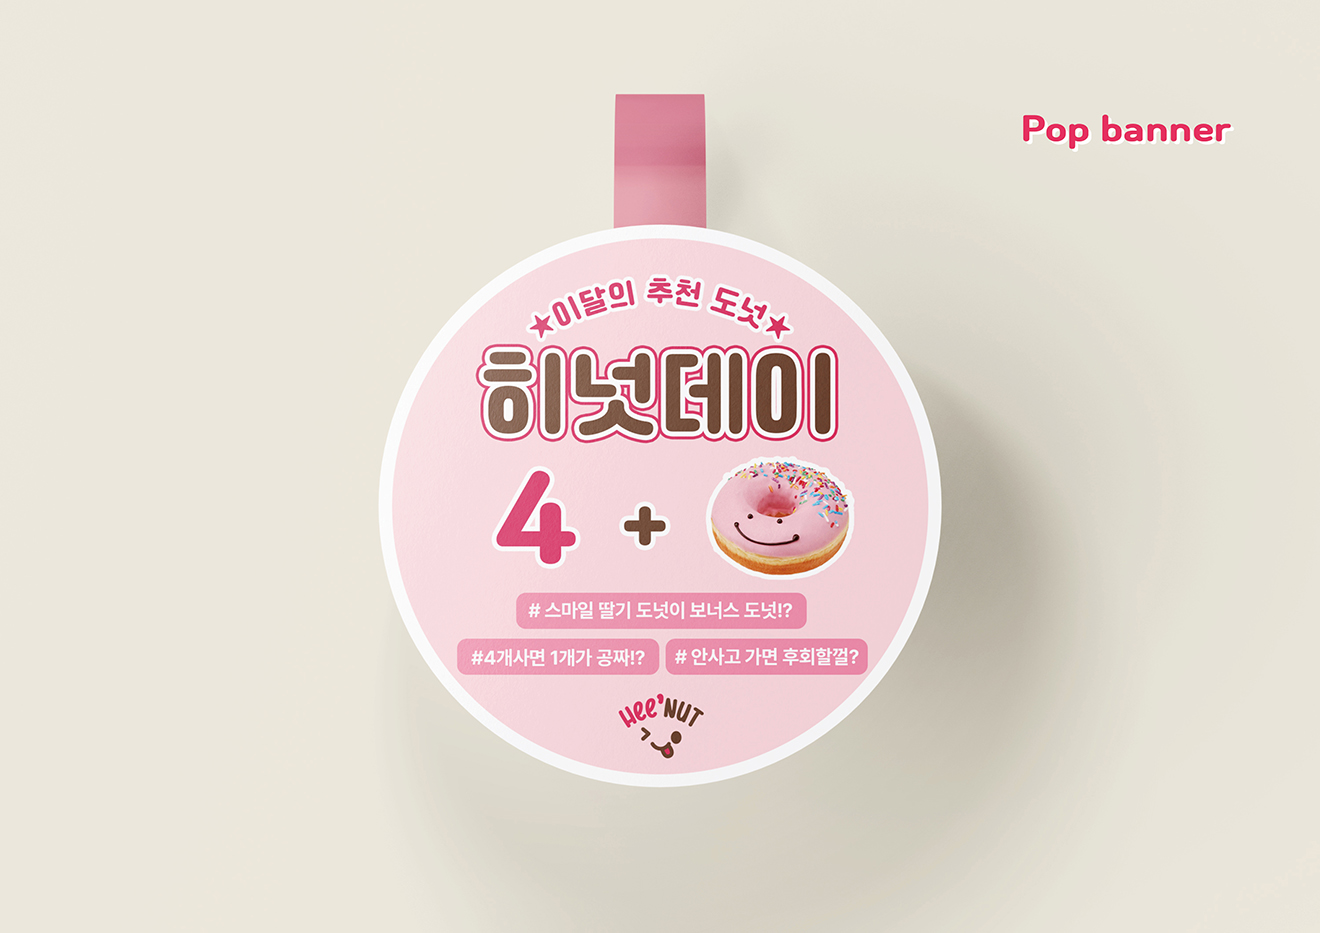 Pop banner
★이달의 추천 도넛★
히넛데이
4 +
# 스마일 딸기 도넛이 보너스 도넛!?
#4개사면 1개가 공짜!? # 안사고 가면 후회할껄?
Hee'NUT